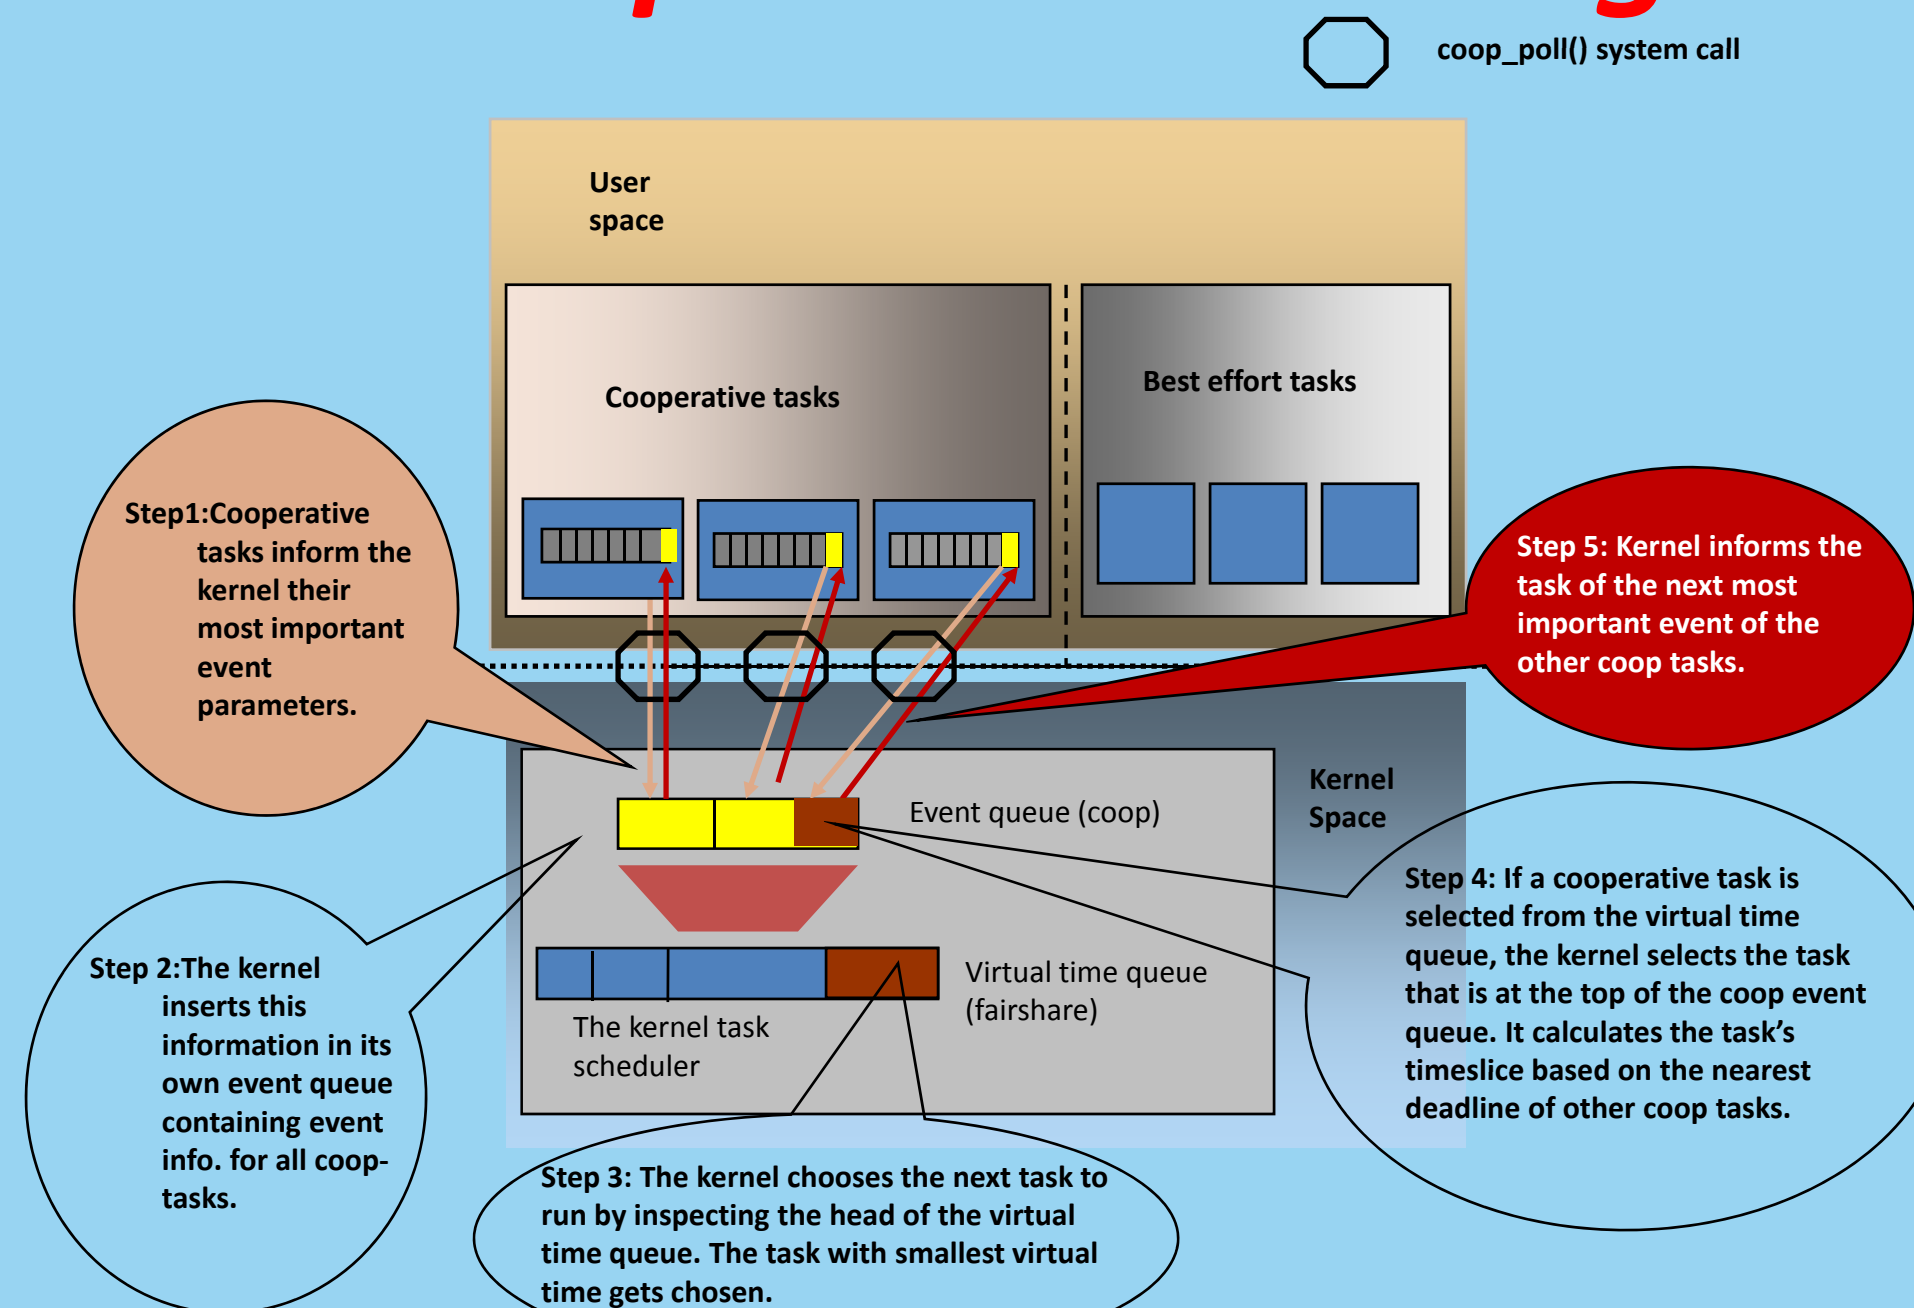 coop_poll() system call
User
space
Cooperative tasks
Best effort tasks
Step1:Cooperative
tasks inform the
kernel their
most important
event
parameters.
Step 5: Kernel informs the
task of the next most
important event of the
other coop tasks.
Kernel
Space
Event queue (coop)
Step 4: If a cooperative task is
selected from the virtual time
queue, the kernel selects the task
that is at the top of the coop event
queue. It calculates the task’s
timeslice based on the nearest
deadline of other coop tasks.
Step 2:The kernel
inserts this
information in its
own event queue
containing event
info. for all coop-
tasks.
Virtual time queue
(fairshare)
The kernel task
scheduler
Step 3: The kernel chooses the next task to
run by inspecting the head of the virtual
time queue. The task with smallest virtual
time gets chosen.